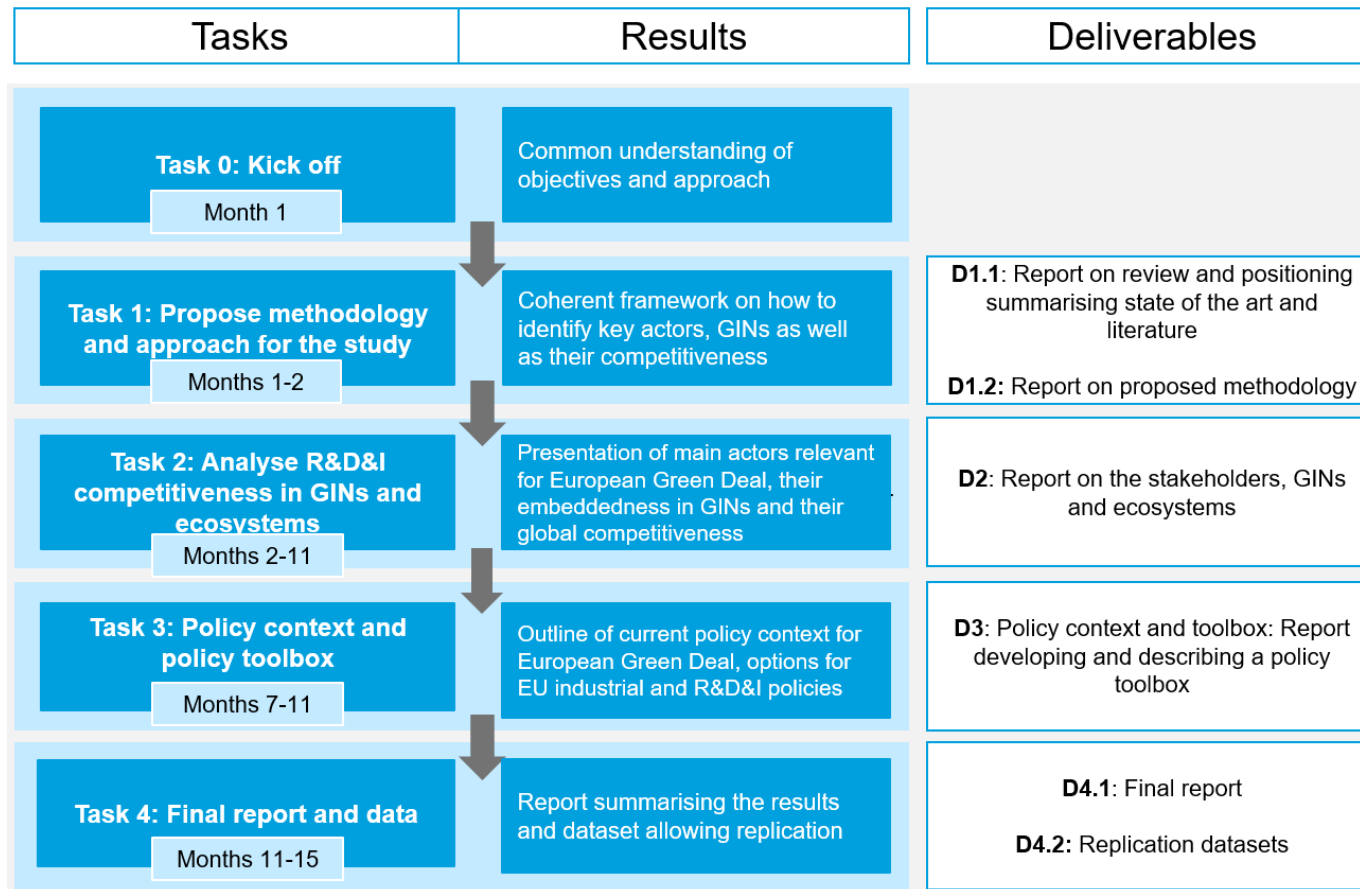 Tasks
Results
Deliverables
Task 0: Kick off
Month 1
Common understanding of
objectives and approach
Task 1: Propose methodology
and approach for the study
Months 1-2
Coherent framework on how to
identify key actors, GINs as well
as their competitiveness
D1.1: Report on review and positioning
summarising state of the art and
literature
D1.2: Report on proposed methodology
Task 2: Analyse R&D&I
competitiveness in GINs and
ecosystems
Months 2-11
Presentation of main actors relevant
for European Green Deal, their
embeddedness in GINs and their
global competitiveness
D2: Report on the stakeholders, GINs
and ecosystems
Task 3: Policy context and
policy toolbox
Months 7-11
Outline of current policy context for
European Green Deal, options for
EU industrial and R&D&I policies
D3: Policy context and toolbox: Report
developing and describing a policy
toolbox
Task 4: Final report and data
Months 11-15
Report summarising the results
and dataset allowing replication
D4.1: Final report
D4.2: Replication datasets